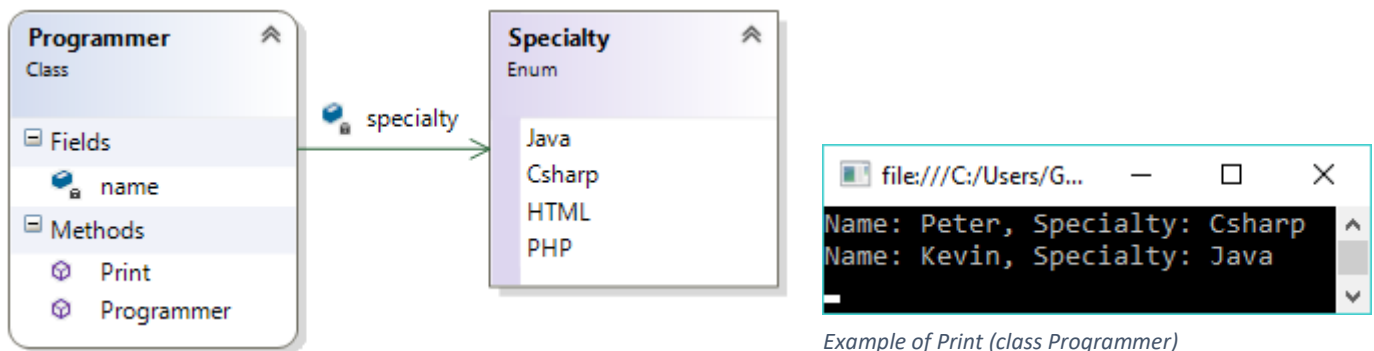 Programmer
Class
Fields
name
Methods
Print
Programmer
specialty
Specialty
Enum
Java
Csharp
HTML
PHP
file:///C:/Users/G...
Name: Peter, Specialty: Csharp
Name: Kevin, Specialty: Java
Example of Print (class Programmer)